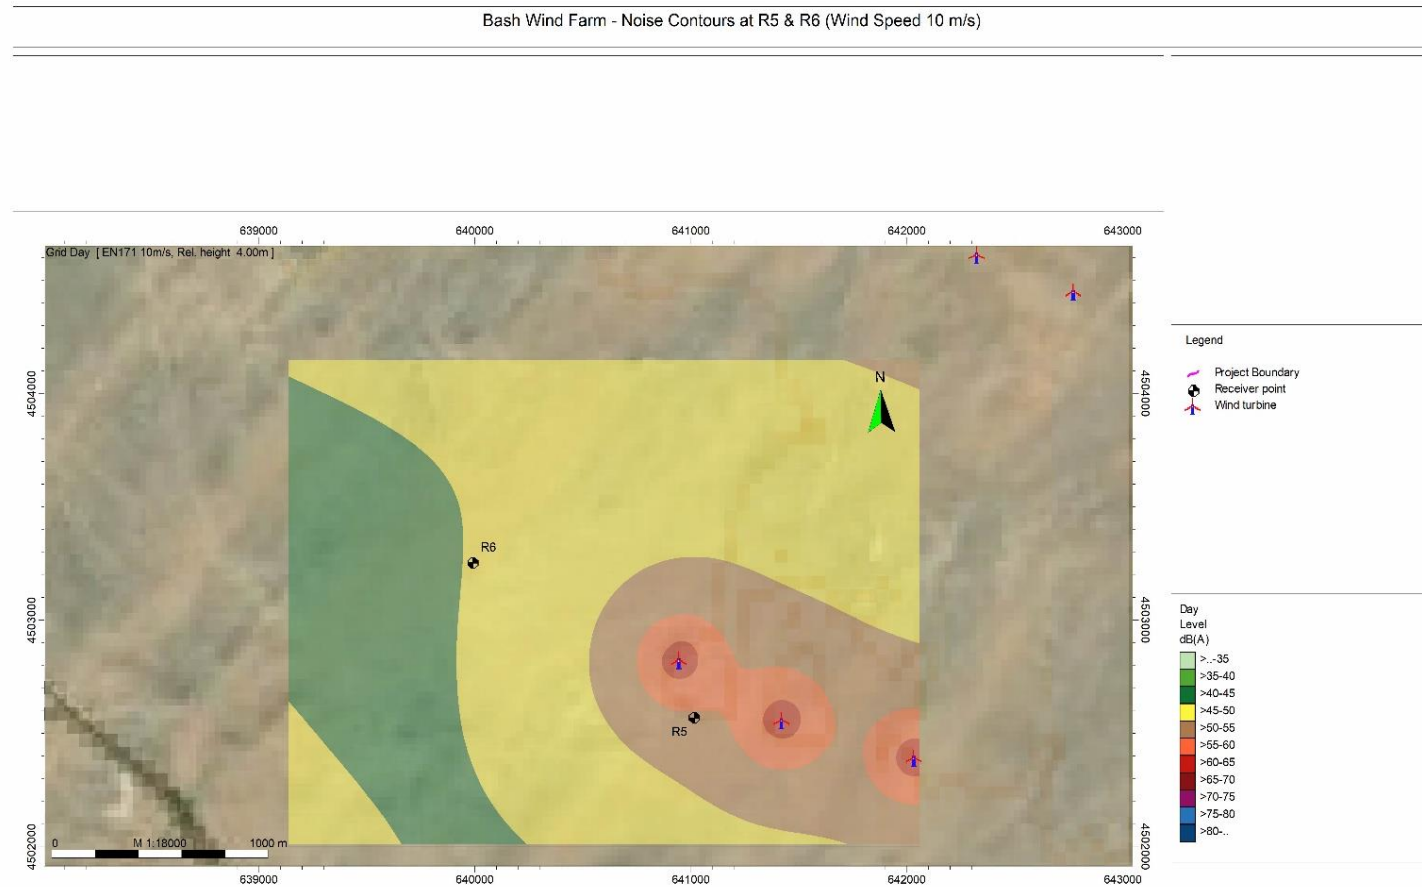 Bash Wind Farm - Noise Contours at R5 & R6 (Wind Speed 10 m/s)
639000 640000 641000 642000 643000
Grid Day [ EN171 10m/s, Rel. height 4.00m ]
4504000
4503000
4502000
N
R6
R5
0 M 1:18000 1000 m
4504000
4503000
4502000
639000 640000 641000 642000 643000
Legend
Project Boundary
Receiver point
Wind turbine
Day
Level
dB(A)
>..-35
>35-40
>40-45
>45-50
>50-55
>55-60
>60-65
>65-70
>70-75
>75-80
>80-..